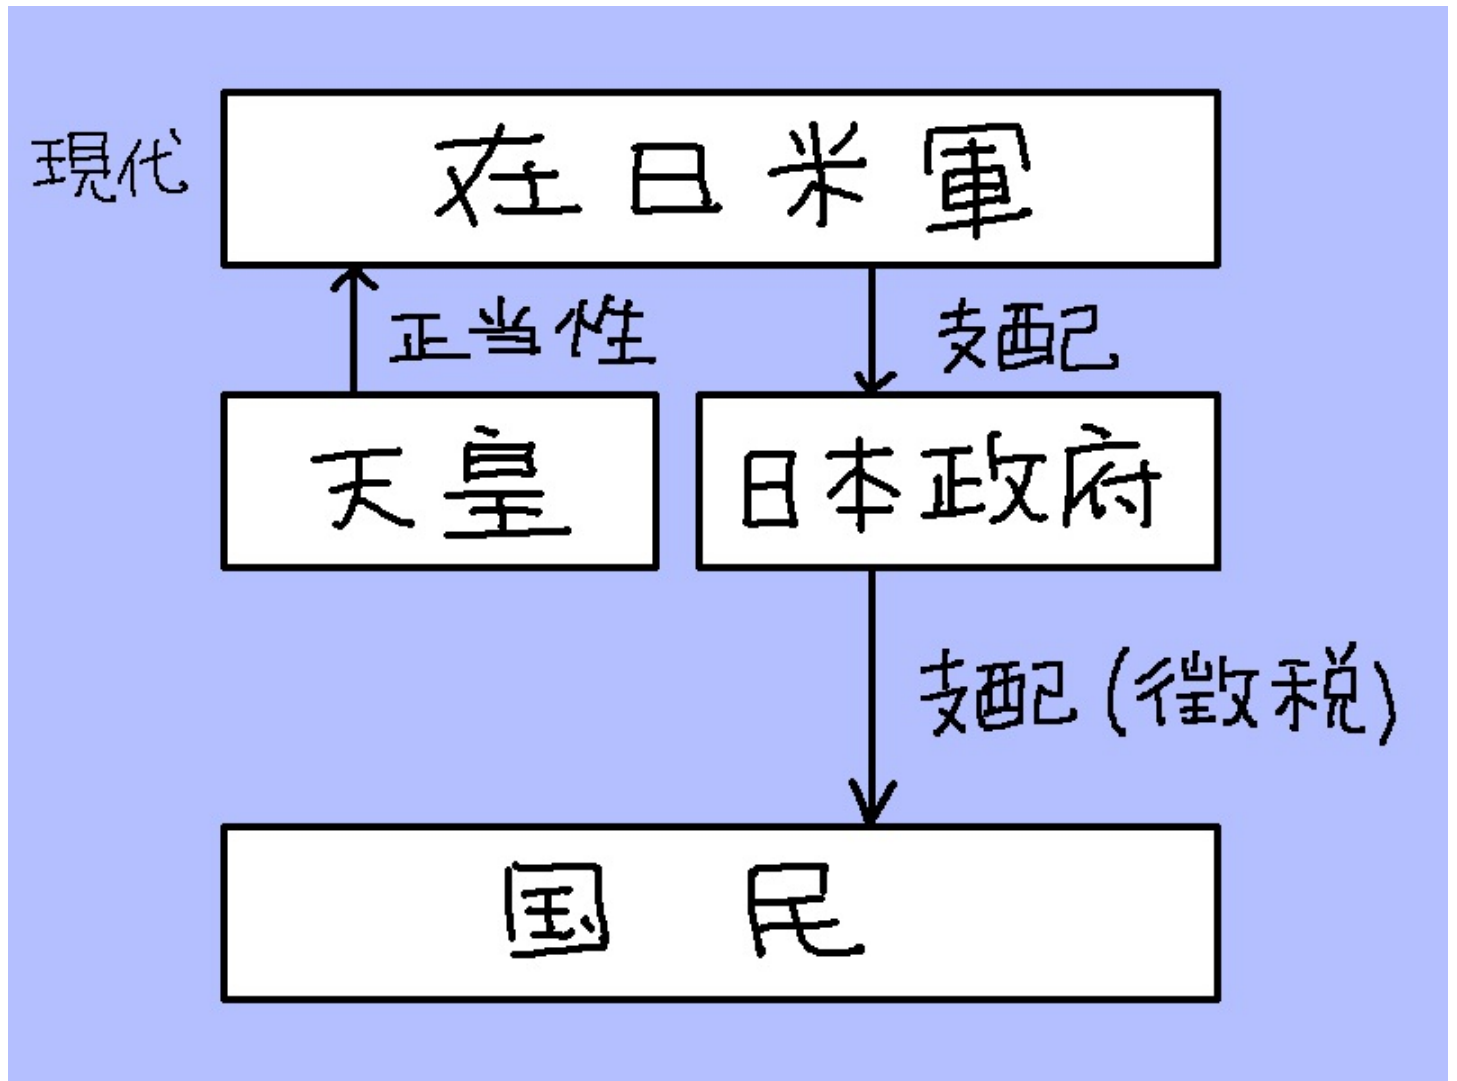 現代
在日米軍
正当性
支配
天皇
日本政府
支配(徴税)
国民